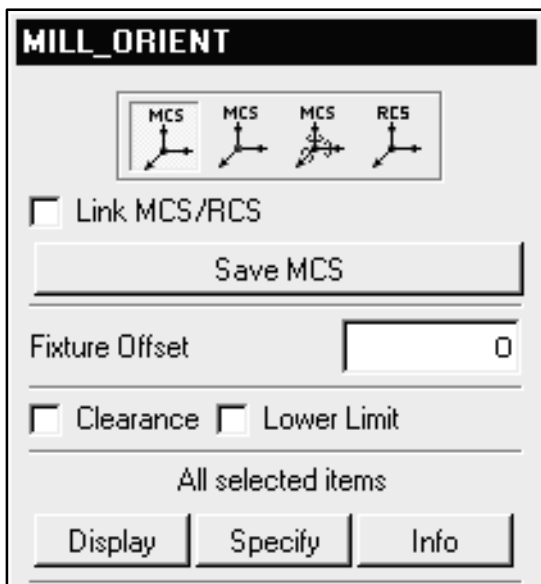 MILL_ORIENT
MCS MCS MCS RCS
Link MCS/RCS
Save MCS
Fixture Offset 0
Clearance Lower Limit
All selected items
Display Specify Info